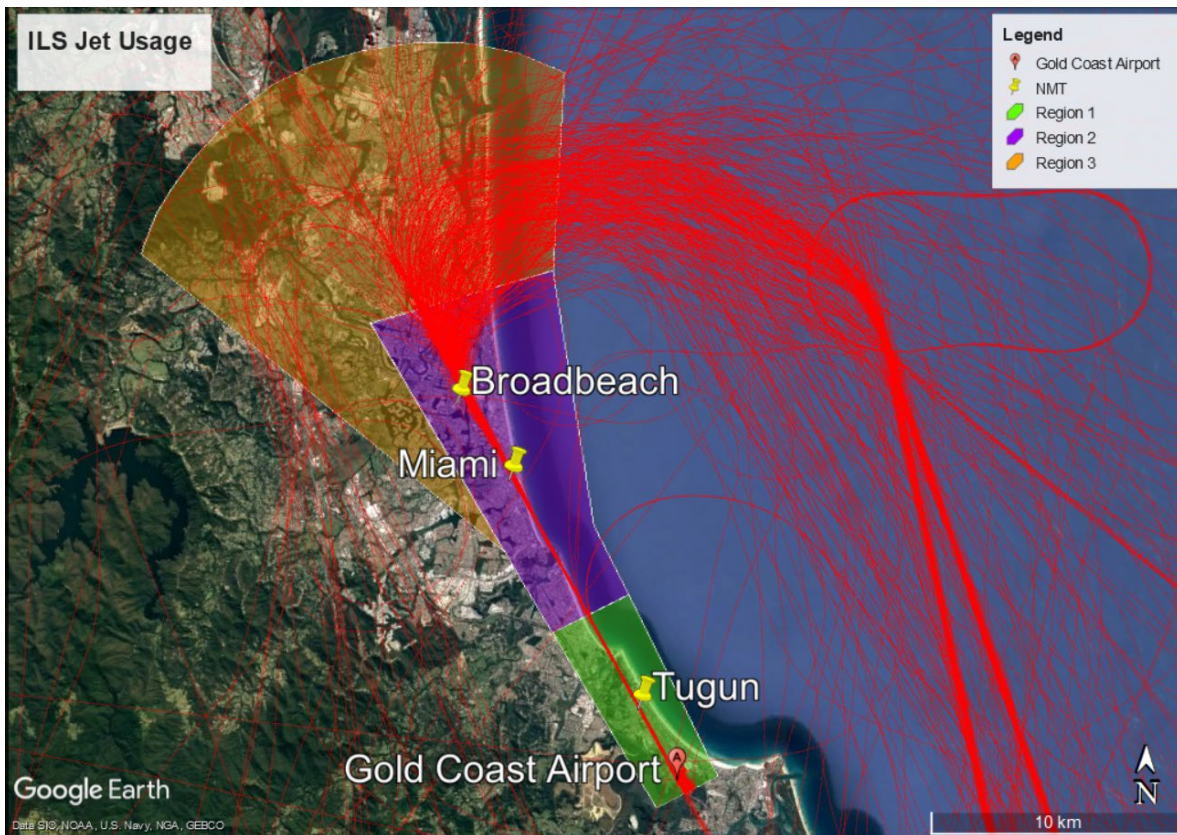 ILS Jet Usage
Legend
Gold Coast Airport
NMT
Region 1
Region 2
Region 3
Broadbeach
Miami
Tugun
Gold Coast Airport
A
Google Earth
N
Data SIO, NOAA, U.S. Navy, NGA, GEBCO
10 km